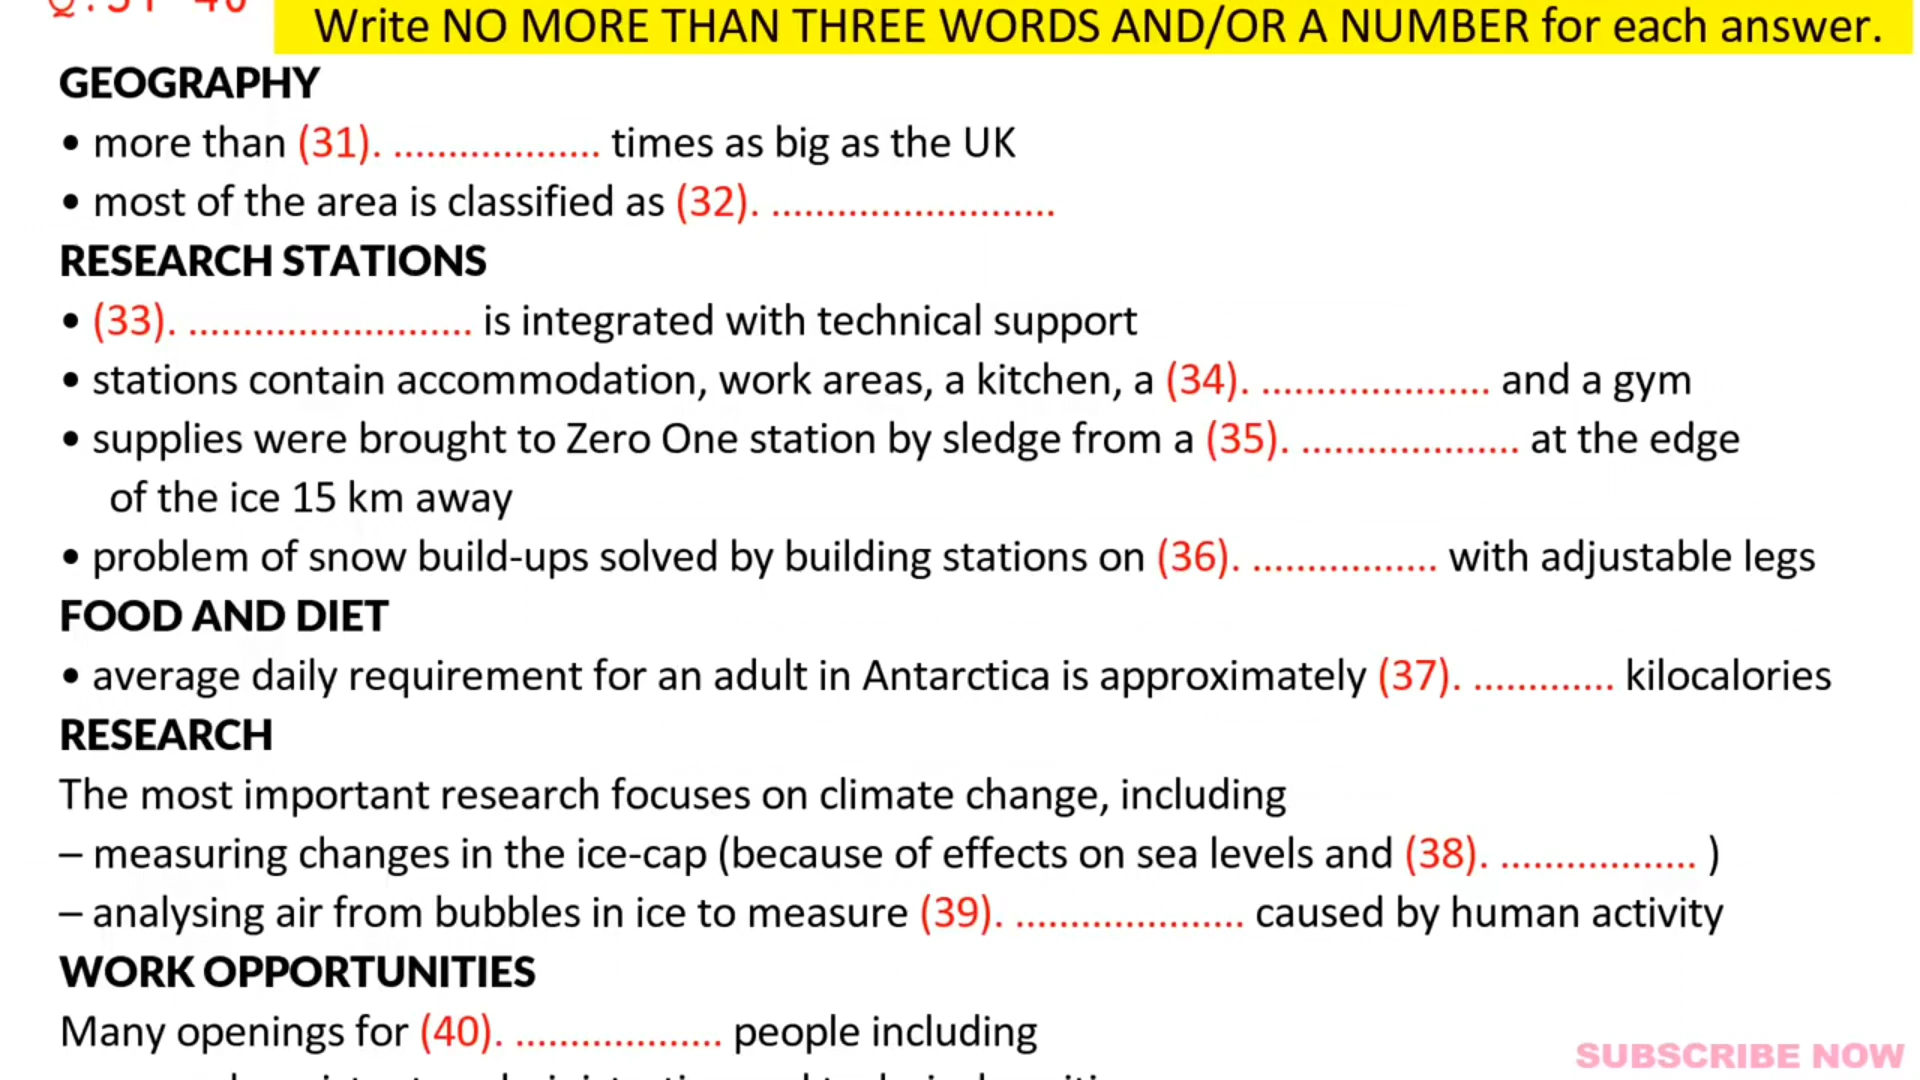 Q.31-40
Write NO MORE THAN THREE WORDS AND/OR A NUMBER for each answer.
GEOGRAPHY
• more than (31). ................... times as big as the UK
• most of the area is classified as (32). ..........................
RESEARCH STATIONS
• (33). .......................... is integrated with technical support
• stations contain accommodation, work areas, a kitchen, a (34). ..................... and a gym
• supplies were brought to Zero One station by sledge from a (35). .................... at the edge
of the ice 15 km away
• problem of snow build-ups solved by building stations on (36). ................. with adjustable legs
FOOD AND DIET
• average daily requirement for an adult in Antarctica is approximately (37). ............. kilocalories
RESEARCH
The most important research focuses on climate change, including
– measuring changes in the ice-cap (because of effects on sea levels and (38). .................. )
– analysing air from bubbles in ice to measure (39). ..................... caused by human activity
WORK OPPORTUNITIES
Many openings for (40). ................... people including
SUBSCRIBE NOW